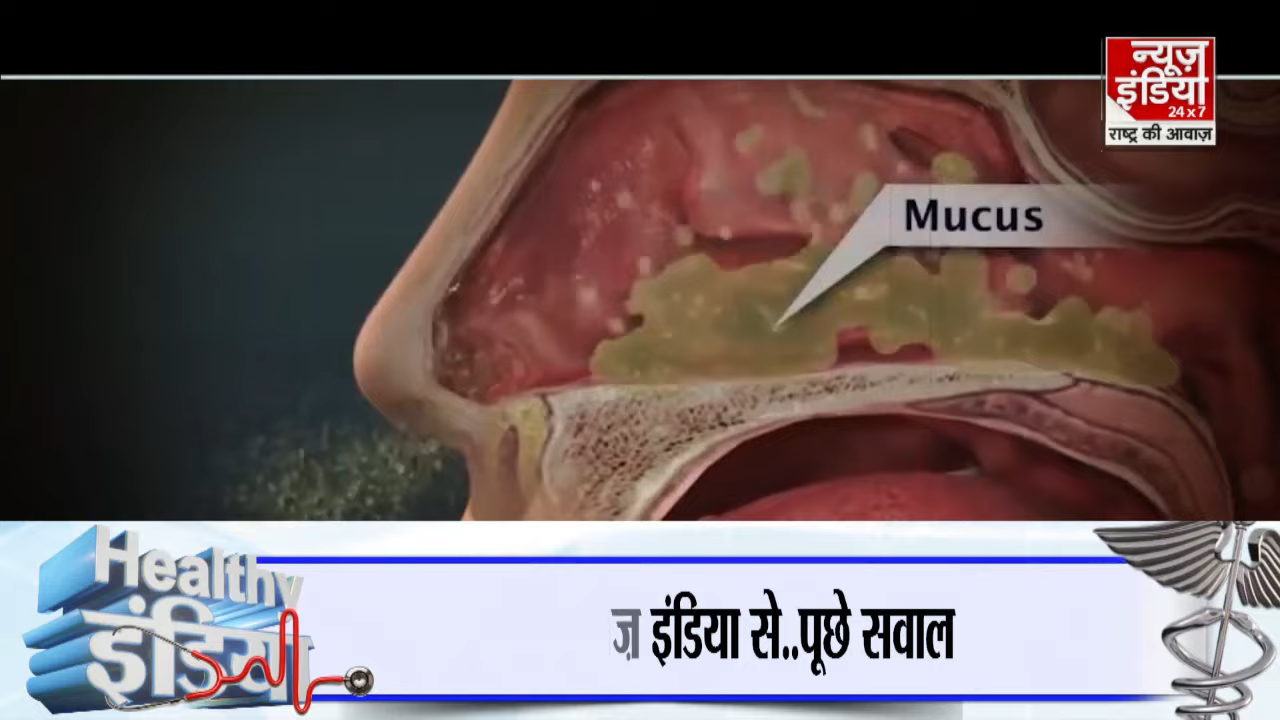 न्यूज़
इंडिया
24x7
राष्ट्र की आवाज़
Mucus
Healthy
इंडिया
ज़ इंडिया से..पूछे सवाल